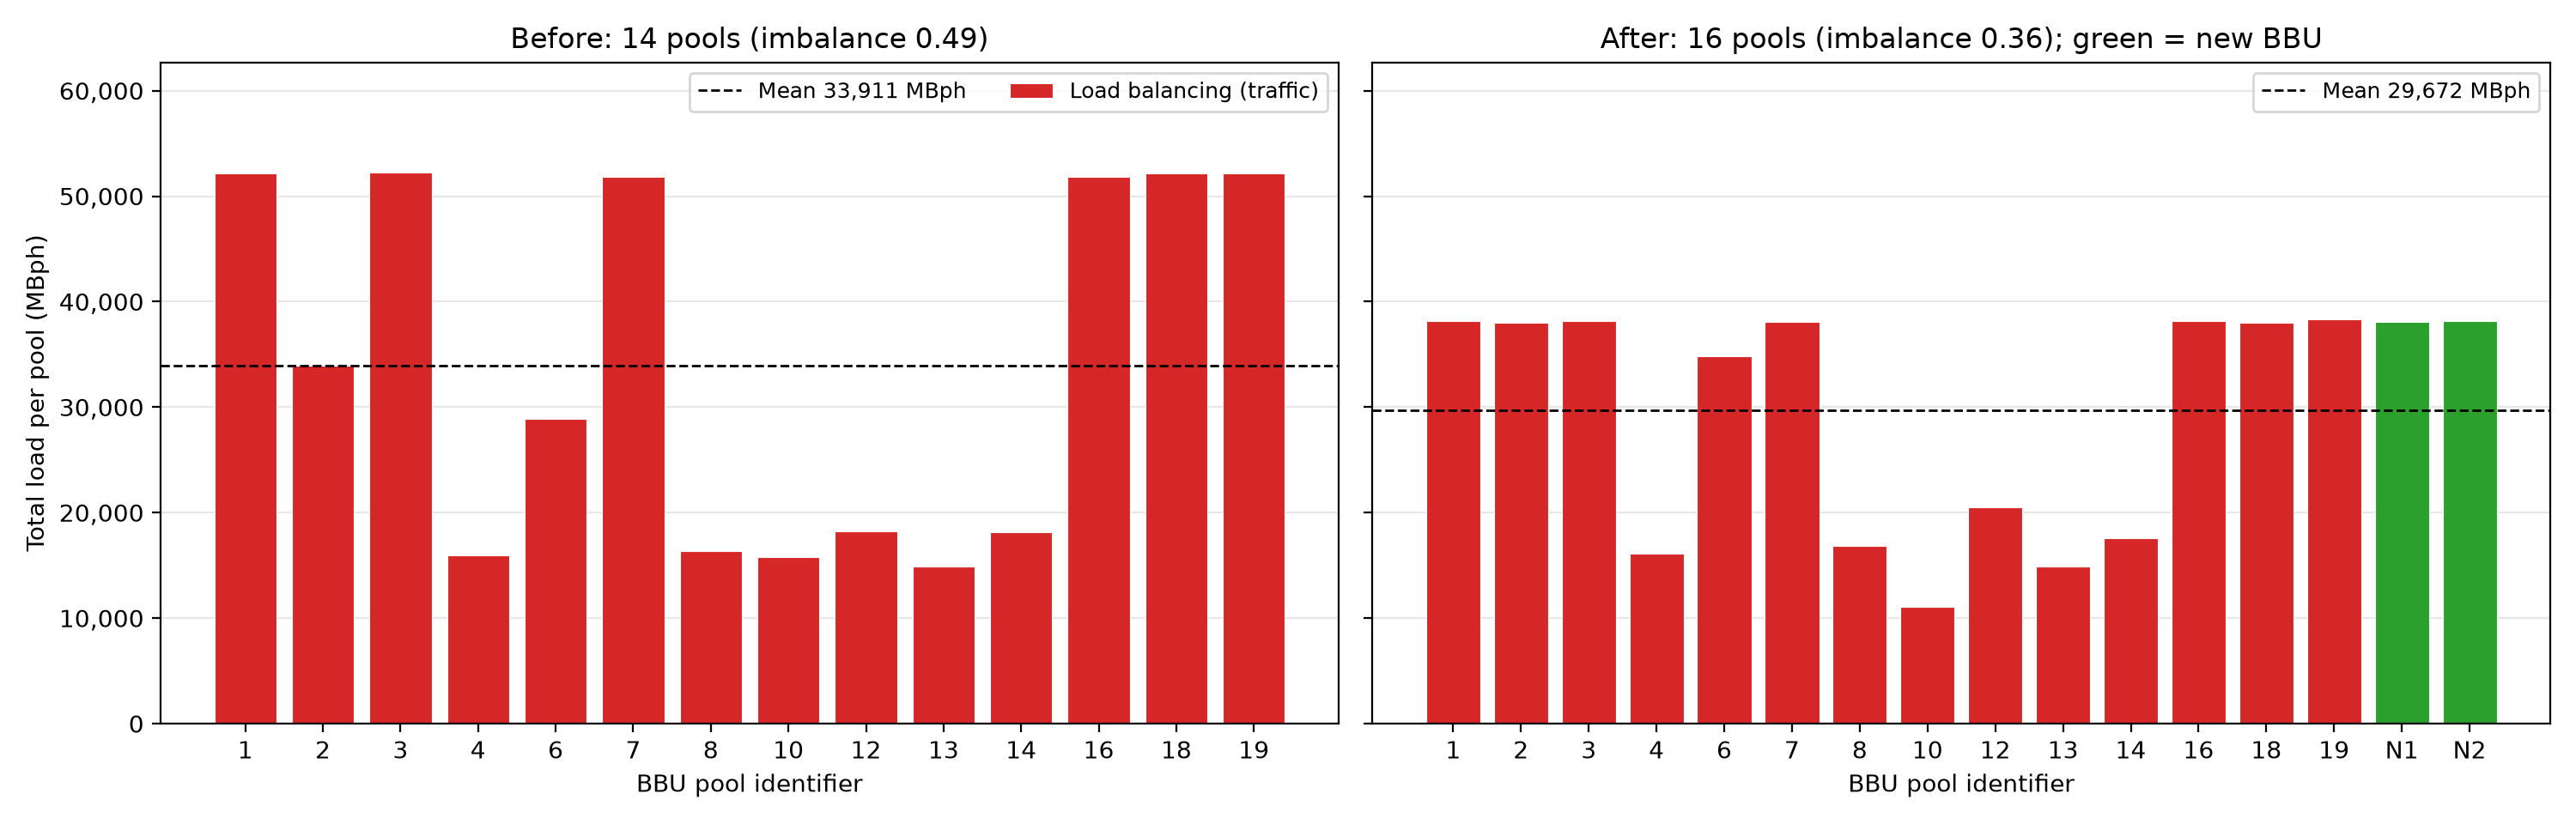 Before: 14 pools (imbalance 0.49)
Mean 33,911 MBph
Load balancing (traffic)
Total load per pool (MBph)
60,000
50,000
40,000
30,000
20,000
10,000
0
1 2 3 4 6 7 8 10 12 13 14 16 18 19
BBU pool identifier
After: 16 pools (imbalance 0.36); green = new BBU
Mean 29,672 MBph
1 2 3 4 6 7 8 10 12 13 14 16 18 19 N1 N2
BBU pool identifier